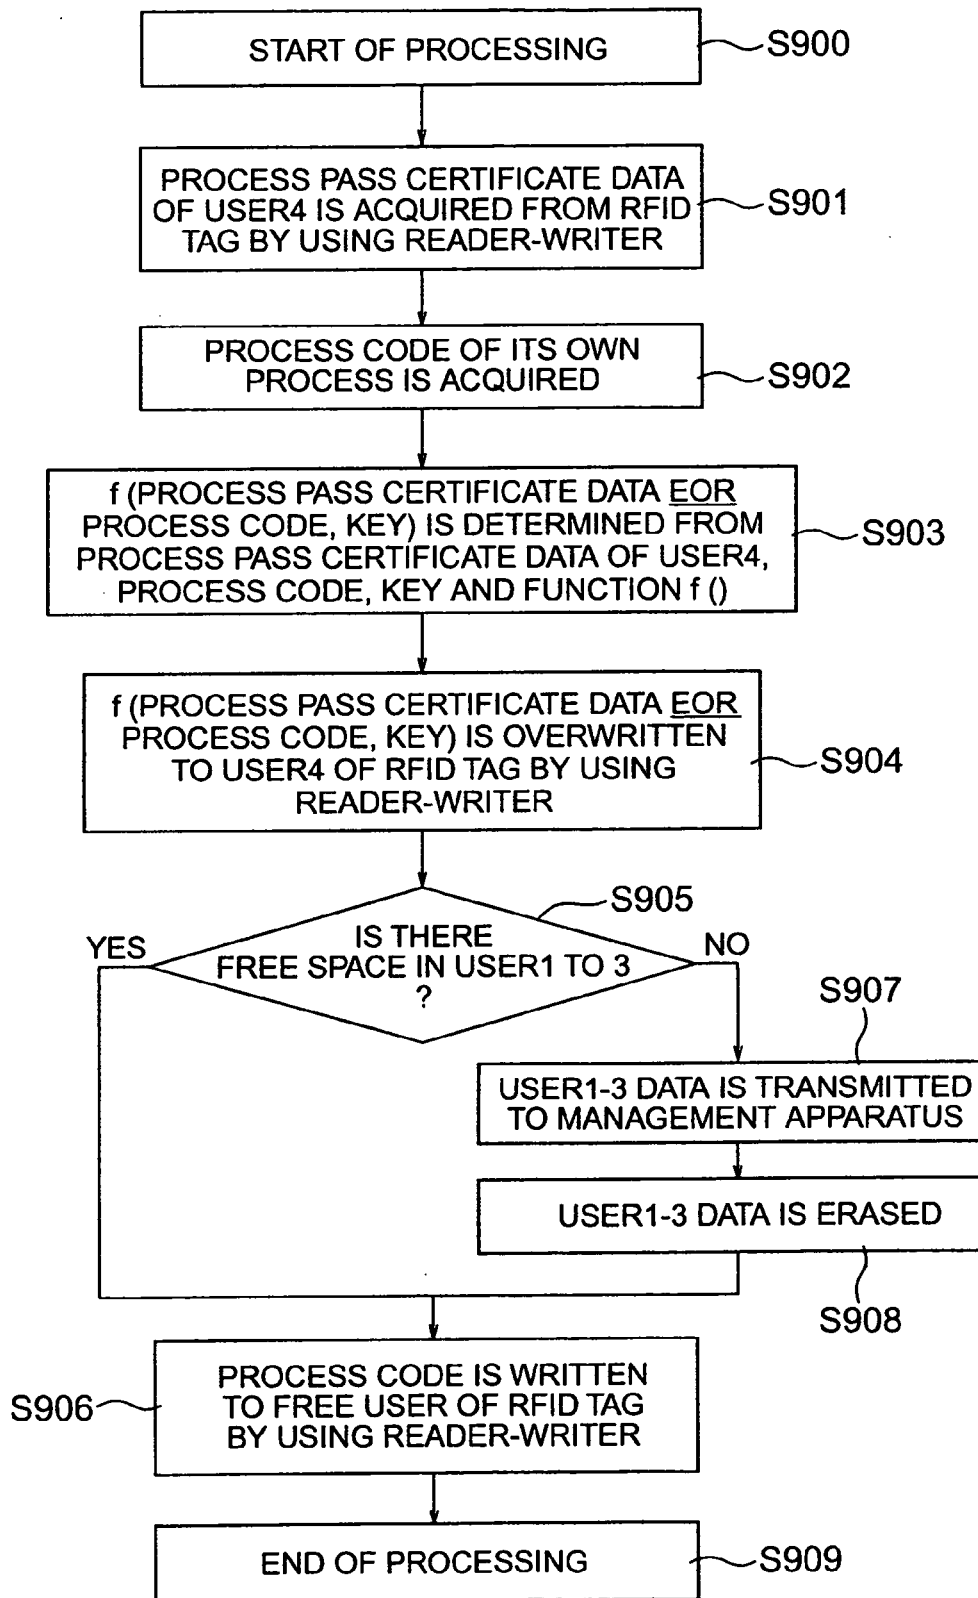 START OF PROCESSING
S900
PROCESS PASS CERTIFICATE DATA
OF USER4 IS ACQUIRED FROM RFID
TAG BY USING READER-WRITER
S901
PROCESS CODE OF ITS OWN
PROCESS IS ACQUIRED
S902
f (PROCESS PASS CERTIFICATE DATA EOR
PROCESS CODE, KEY) IS DETERMINED FROM
PROCESS PASS CERTIFICATE DATA OF USER4,
PROCESS CODE, KEY AND FUNCTION f ()
S903
f (PROCESS PASS CERTIFICATE DATA EOR
PROCESS CODE, KEY) IS OVERWRITTEN
TO USER4 OF RFID TAG BY USING
READER-WRITER
S904
S905
YES
IS THERE
FREE SPACE IN USER1 TO 3
?
NO
S907
USER1-3 DATA IS TRANSMITTED
TO MANAGEMENT APPARATUS
USER1-3 DATA IS ERASED
S908
S906
PROCESS CODE IS WRITTEN
TO FREE USER OF RFID TAG
BY USING READER-WRITER
END OF PROCESSING
S909